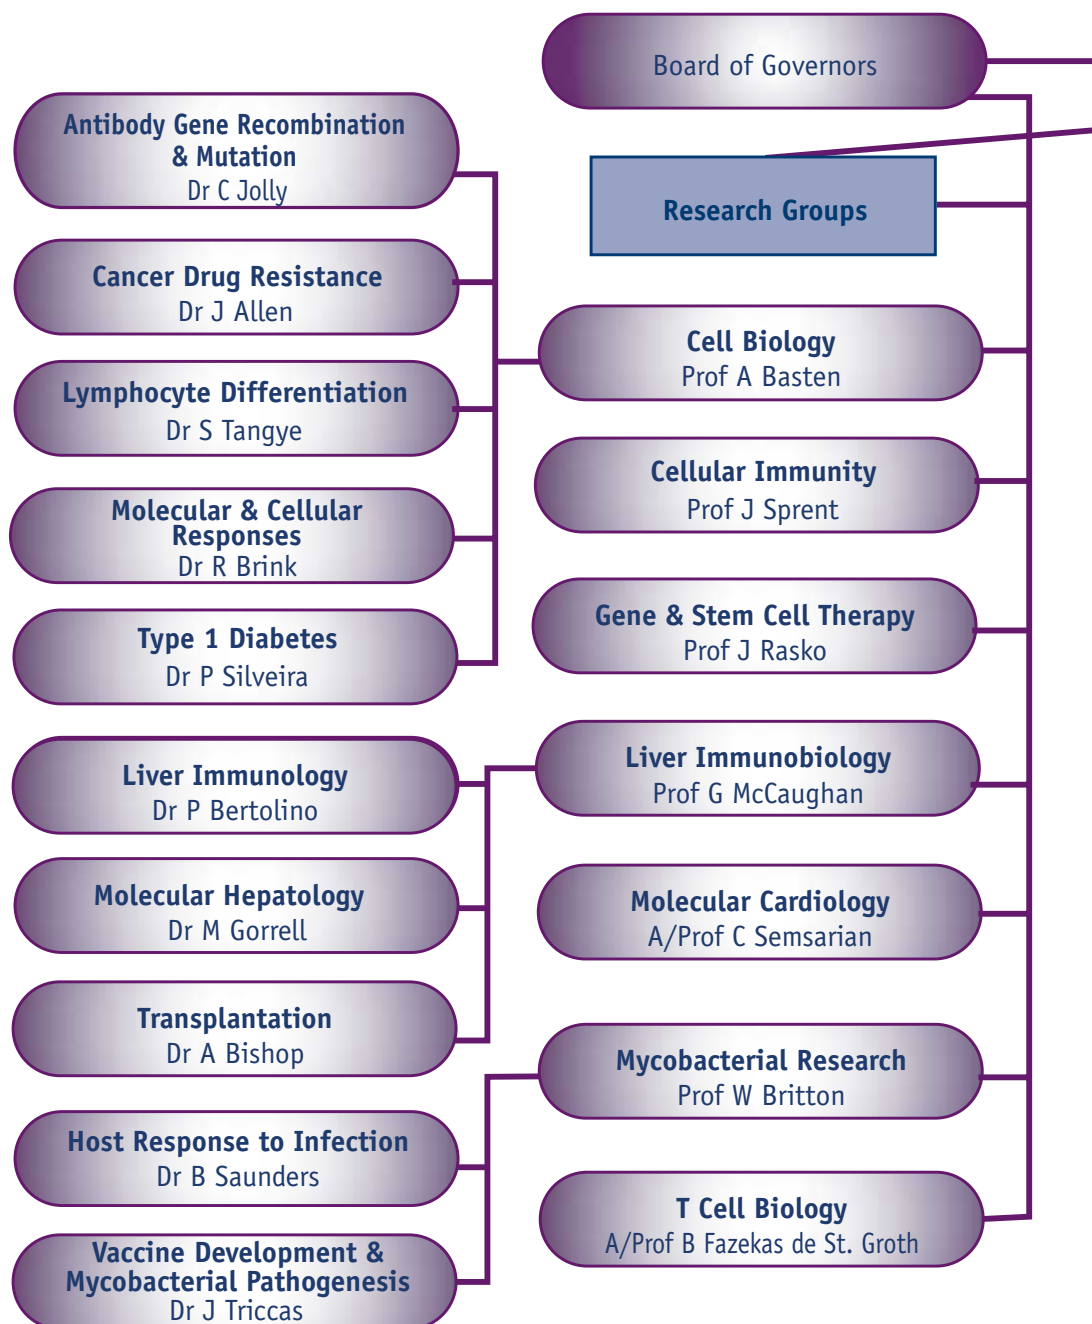 Board of Governors
Research Groups
Antibody Gene Recombination
& Mutation
Dr C Jolly
Cancer Drug Resistance
Dr J Allen
Lymphocyte Differentiation
Dr S Tangye
Molecular & Cellular
Responses
Dr R Brink
Type 1 Diabetes
Dr P Silveira
Liver Immunology
Dr P Bertolino
Molecular Hepatology
Dr M Gorrell
Transplantation
Dr A Bishop
Host Response to Infection
Dr B Saunders
Vaccine Development &
Mycobacterial Pathogenesis
Dr J Triccas
Cell Biology
Prof A Basten
Cellular Immunity
Prof J Sprent
Gene & Stem Cell Therapy
Prof J Rasko
Liver Immunobiology
Prof G McCaughan
Molecular Cardiology
A/Prof C Semsarian
Mycobacterial Research
Prof W Britton
T Cell Biology
A/Prof B Fazekas de St. Groth